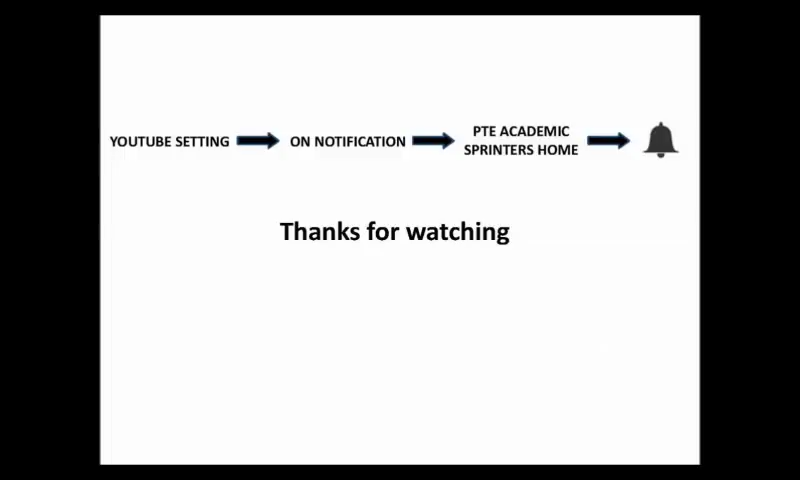 YOUTUBE SETTING ON NOTIFICATION PTE ACADEMIC
SPRINTERS HOME
Thanks for watching